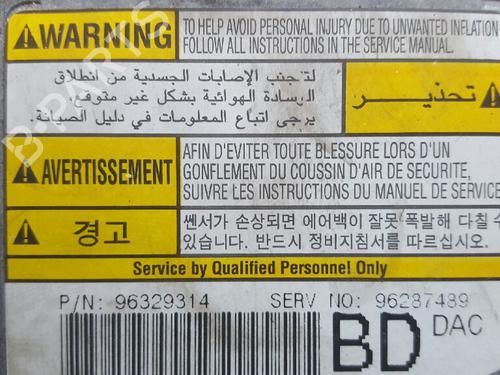 WARNING
TO HELP AVOID PERSONAL INJURY DUE TO UNWANTED INFLATION
FOLLOW ALL INSTRUCTIONS IN THE SERVICE MANUAL.
تحذير
لتجنب الإصابات الجسدية من انطلاق
الوسادة الهوائية بشكل غير متوقع.
يرجى اتباع المعلومات في دليل الصيانة.
AVERTISSEMENT
AFIN D'EVITER TOUTE BLESSURE LORS D'UN
GONFLEMENT DU COUSSIN D'AIR DE SECURITE,
SUIVRE LES INSTRUCTIONS DU MANUEL DE SERVICE
경고
쎈서가 손상되면 에어백이 잘못 폭발해 다칠 수
있습니다. 반드시 정비지침서를 따르십시오.
Service by Qualified Personnel Only
P/N: 96329314 SERV NO: 96287489
BD DAC
B-PARTS